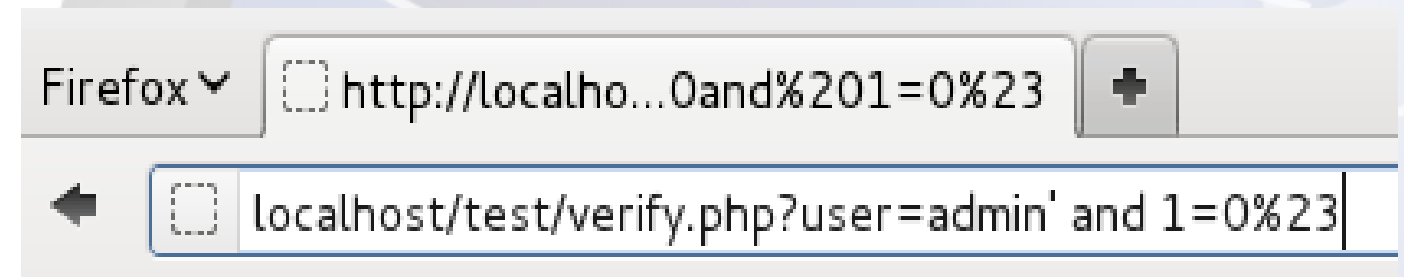 Firefox http://localho...0and%201=0%23
localhost/test/verify.php?user=admin' and 1=0%23